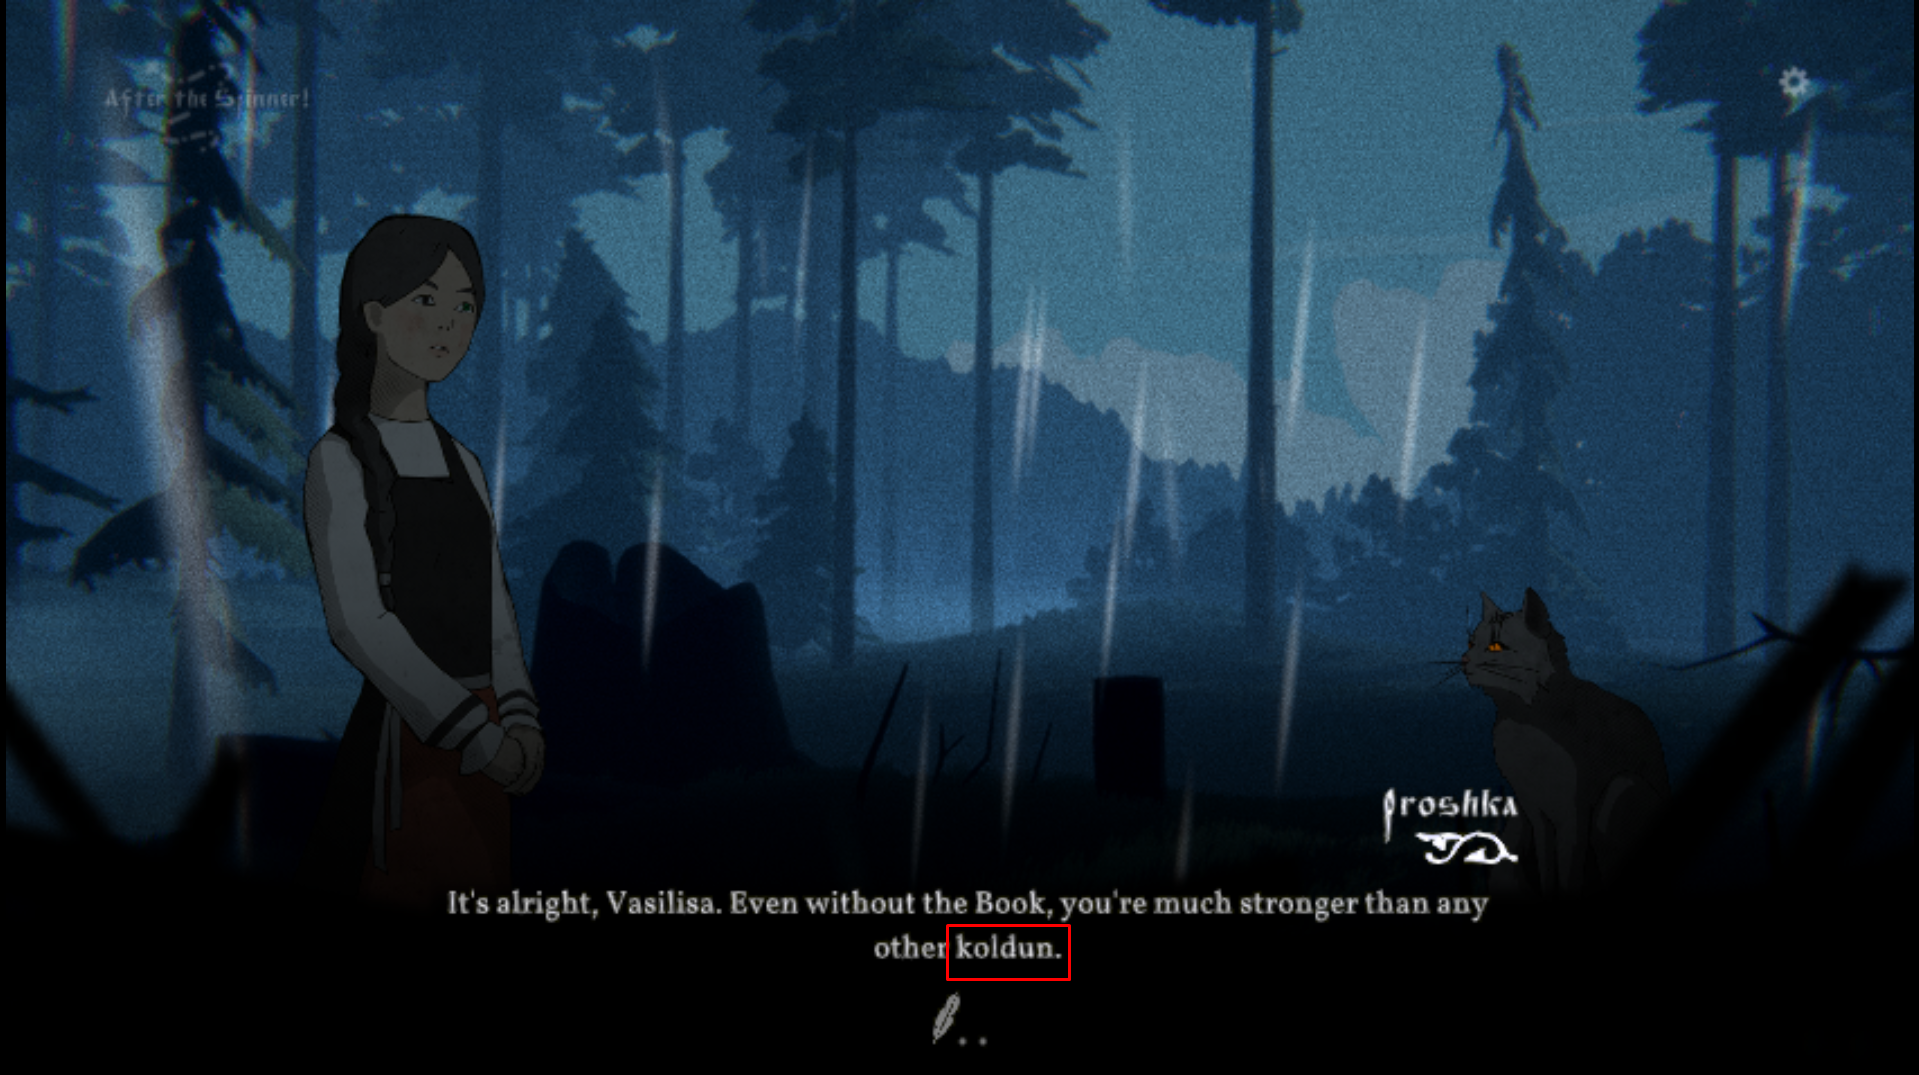 After the Spinner!
Proshka
It's alright, Vasilisa. Even without the Book, you're much stronger than any
other koldun.